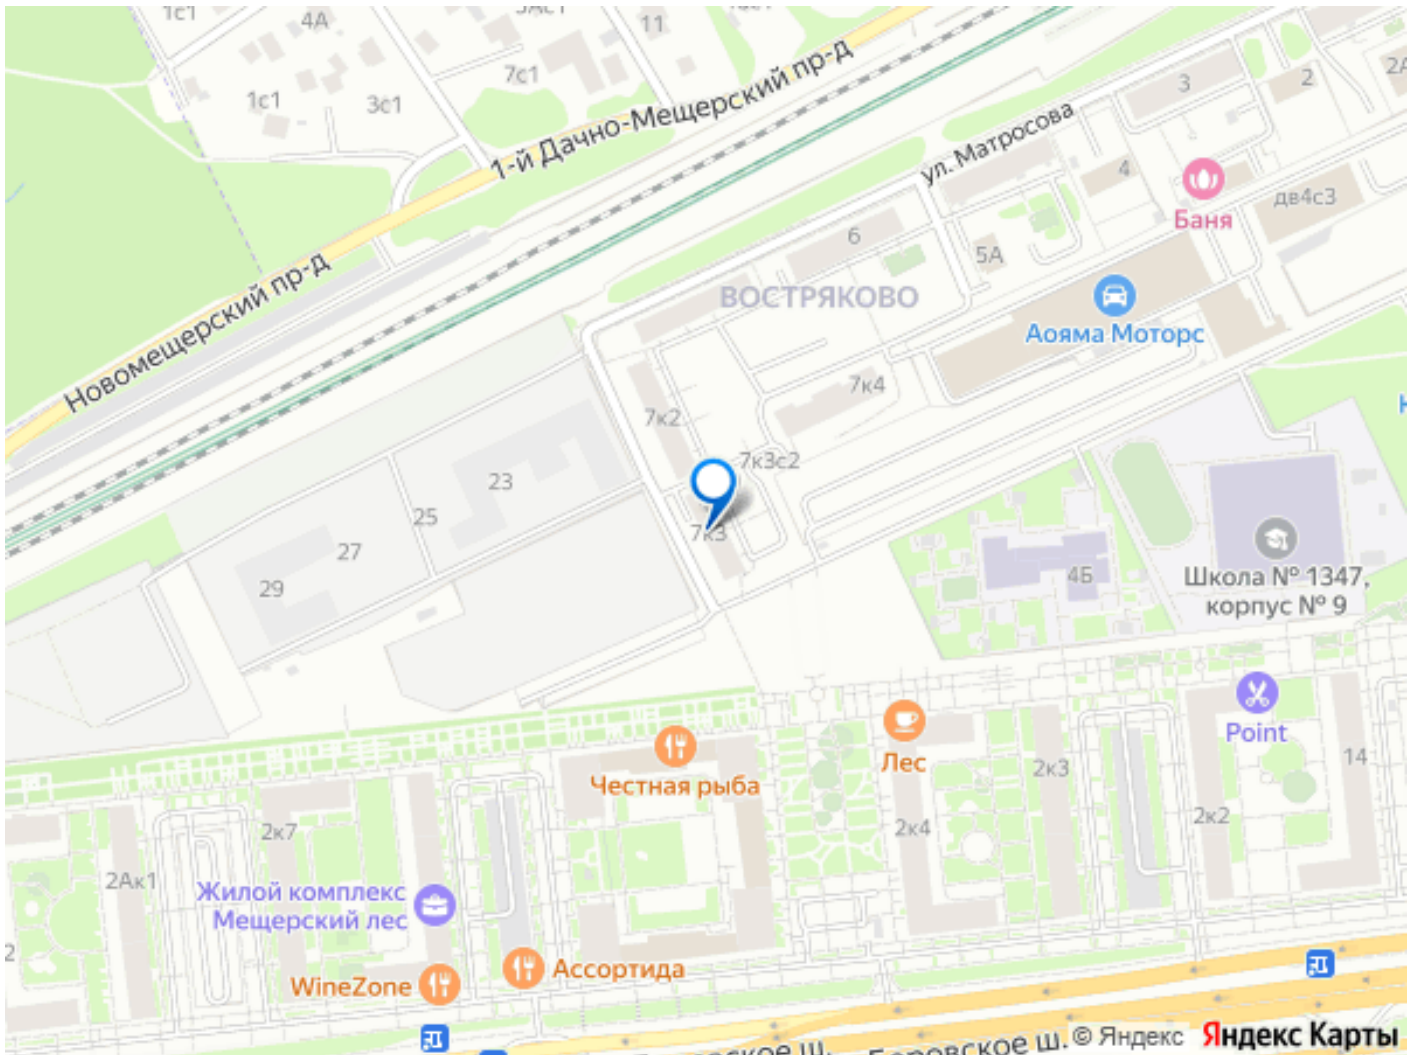 1с1
4А
11
7с1
1с1
3с1
1-й Дачно-Мещерский пр-д
Новомещерский пр-д
ул. Матросова
3
2
2А
4
Баня
дв4с3
6
5А
ВОСТРЯКОВО
Аояма Моторс
7к2
7к4
7к3с2
23
25
7к3
27
29
4Б
Школа № 1347,
корпус № 9
Point
Честная рыба
Лес
2к3
14
2к7
2к4
2к2
2Ак1
Жилой комплекс
Мещерский лес
2
WineZone
Ассортида
Боровское ш.
© Яндекс Яндекс Карты